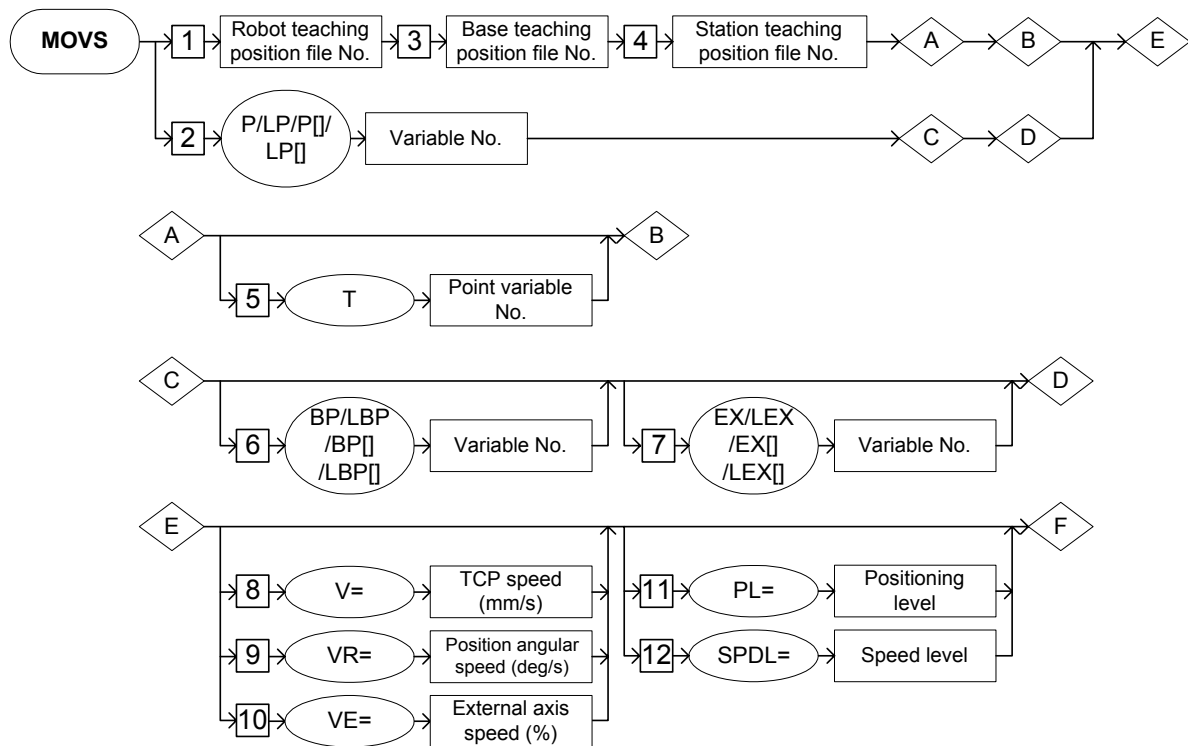 MOVS
1
Robot teaching
position file No.
3
Base teaching
position file No.
4
Station teaching
position file No.
A
B
E
2
P/LP/P[]/
LP[]
Variable No.
C
D
A
B
5
T
Point variable
No.
C
D
6
BP/LBP
/BP[]
/LBP[]
Variable No.
7
EX/LEX
/EX[]
/LEX[]
Variable No.
E
F
8
V=
TCP speed
(mm/s)
11
PL=
Positioning
level
9
VR=
Position angular
speed (deg/s)
12
SPDL=
Speed level
10
VE=
External axis
speed (%)